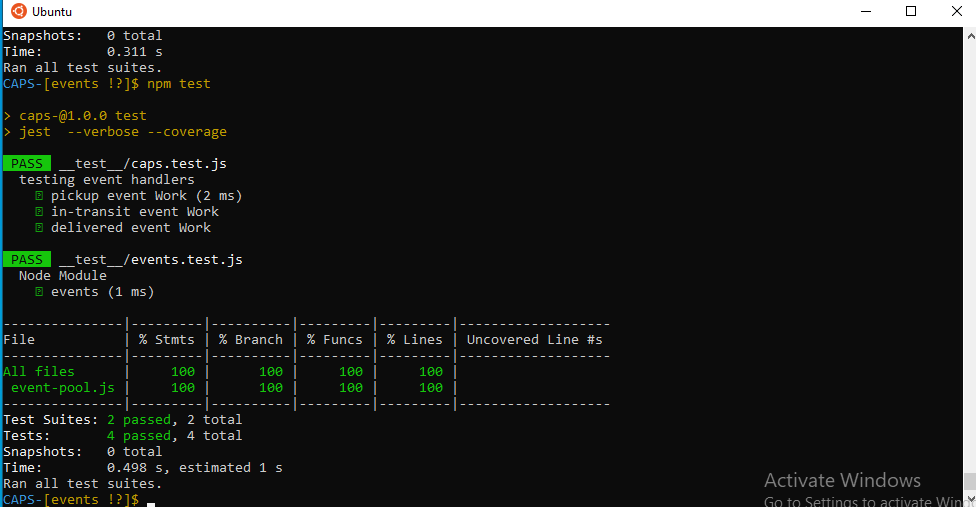 Ubuntu
Snapshots:   0 total
Time:        0.311 s
Ran all test suites.
CAPS-[events !?]$ npm test
> caps-@1.0.0 test
> jest  --verbose --coverage
PASS  __test__/caps.test.js
  testing event handlers
    pickup event Work (2 ms)
    in-transit event Work
    delivered event Work
PASS  __test__/events.test.js
  Node Module
    events (1 ms)
---------------|---------|----------|---------|---------|-------------------
File           | % Stmts | % Branch | % Funcs | % Lines | Uncovered Line #s
---------------|---------|----------|---------|---------|-------------------
All files      |     100 |      100 |     100 |     100 |
 event-pool.js |     100 |      100 |     100 |     100 |
---------------|---------|----------|---------|---------|-------------------
Test Suites: 2 passed, 2 total
Tests:       4 passed, 4 total
Snapshots:   0 total
Time:        0.498 s, estimated 1 s
Ran all test suites.
CAPS-[events !?]$
Activate Windows
Go to Settings to activate Wind